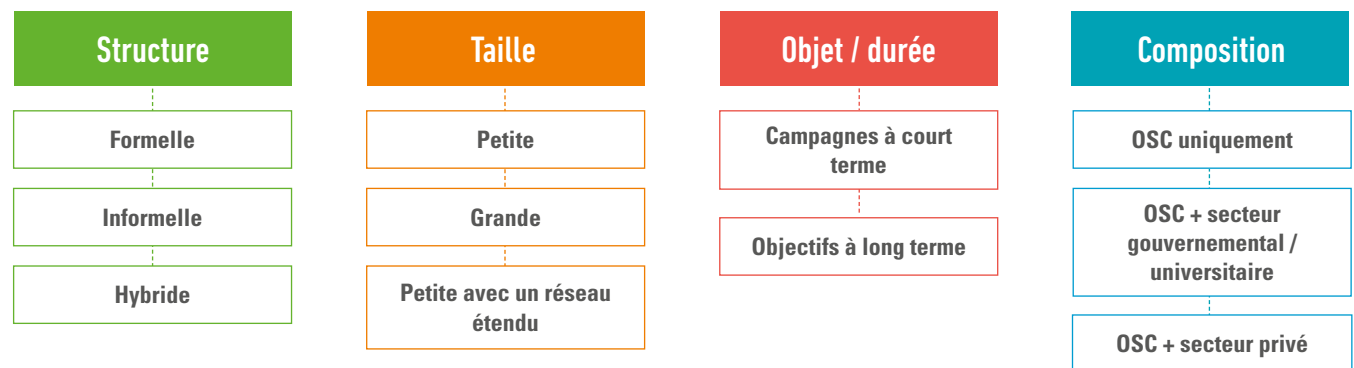 Structure
Formelle
Informelle
Hybride
Taille
Petite
Grande
Petite avec un réseau
étendu
Objet / durée
Campagnes à court
terme
Objectifs à long terme
Composition
OSC uniquement
OSC + secteur
gouvernemental /
universitaire
OSC + secteur privé